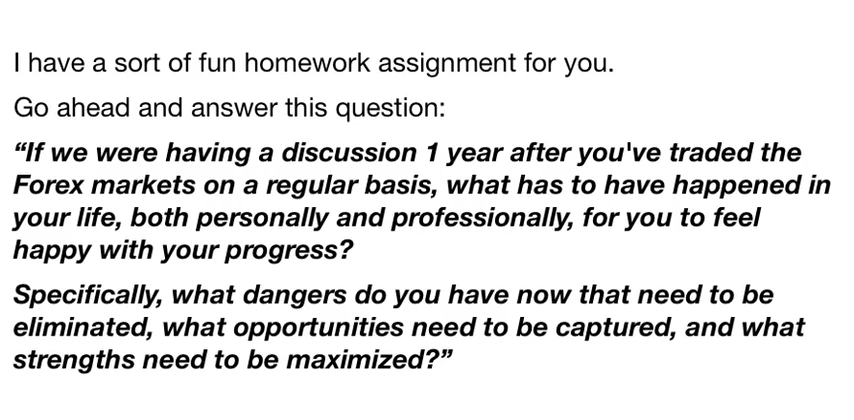 I have a sort of fun homework assignment for you.
Go ahead and answer this question:
“If we were having a discussion 1 year after you've traded the
Forex markets on a regular basis, what has to have happened in
your life, both personally and professionally, for you to feel
happy with your progress?
Specifically, what dangers do you have now that need to be
eliminated, what opportunities need to be captured, and what
strengths need to be maximized?”